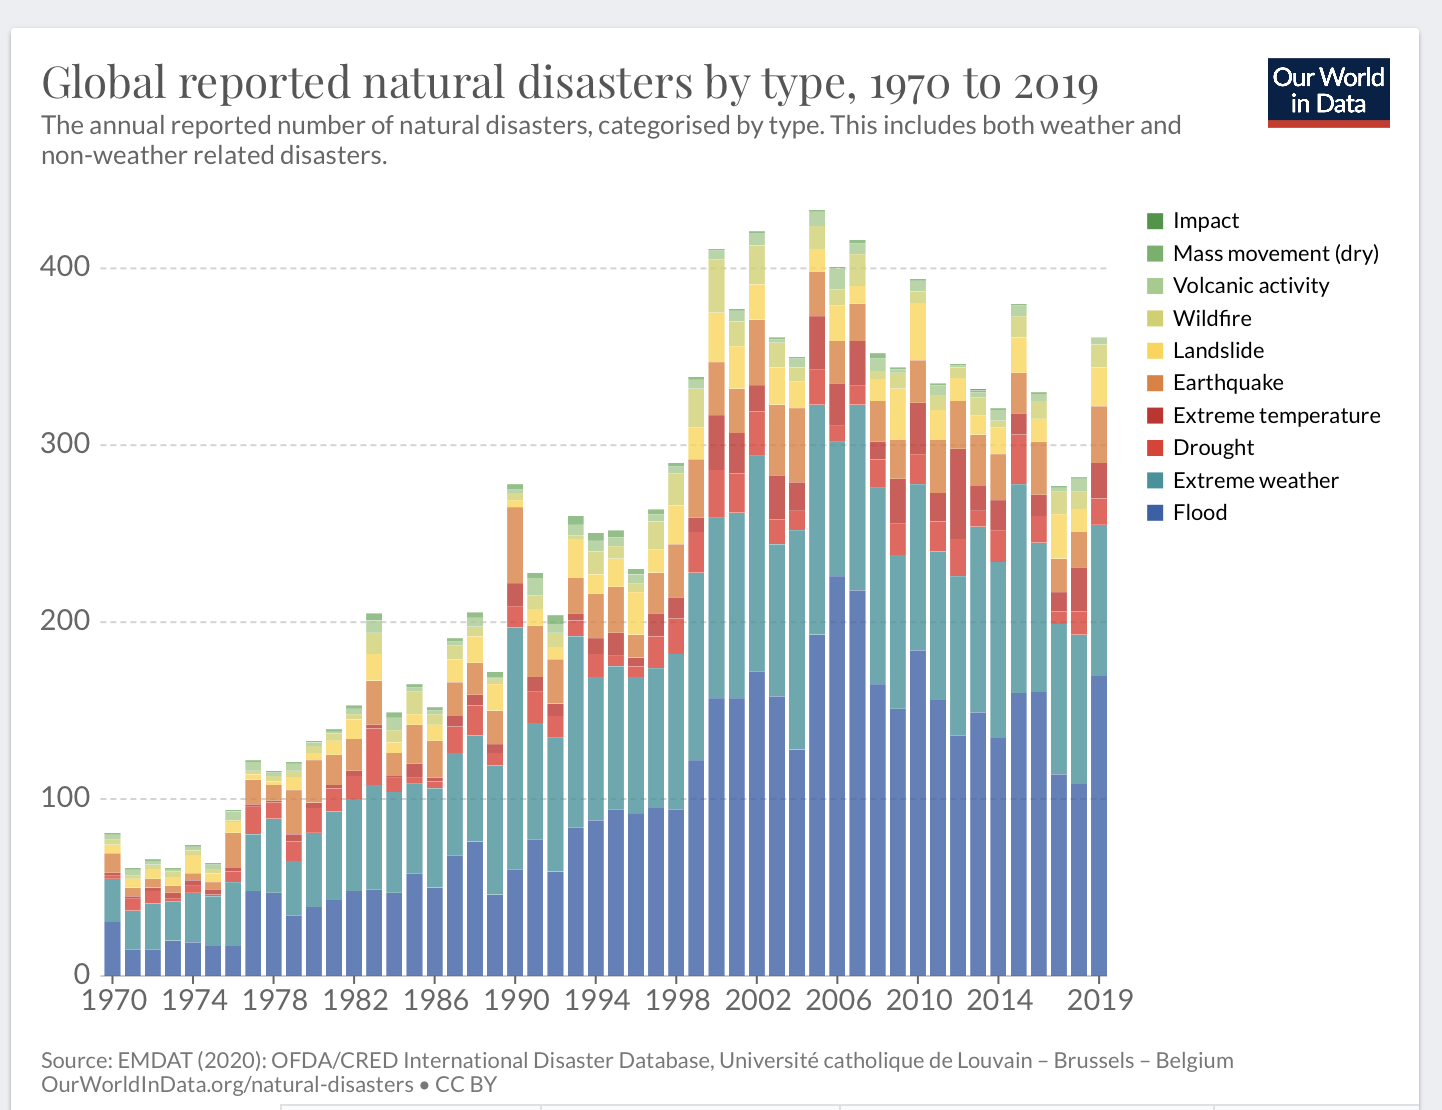 Global reported natural disasters by type, 1970 to 2019
The annual reported number of natural disasters, categorised by type. This includes both weather and
non-weather related disasters.
Our World
in Data
Impact
Mass movement (dry)
Volcanic activity
Wildfire
Landslide
Earthquake
Extreme temperature
Drought
Extreme weather
Flood
400
300
200
100
0
1970 1974 1978 1982 1986 1990 1994 1998 2002 2006 2010 2014 2019
Source: EMDAT (2020): OFDA/CRED International Disaster Database, Université catholique de Louvain – Brussels – Belgium
OurWorldInData.org/natural-disasters • CC BY